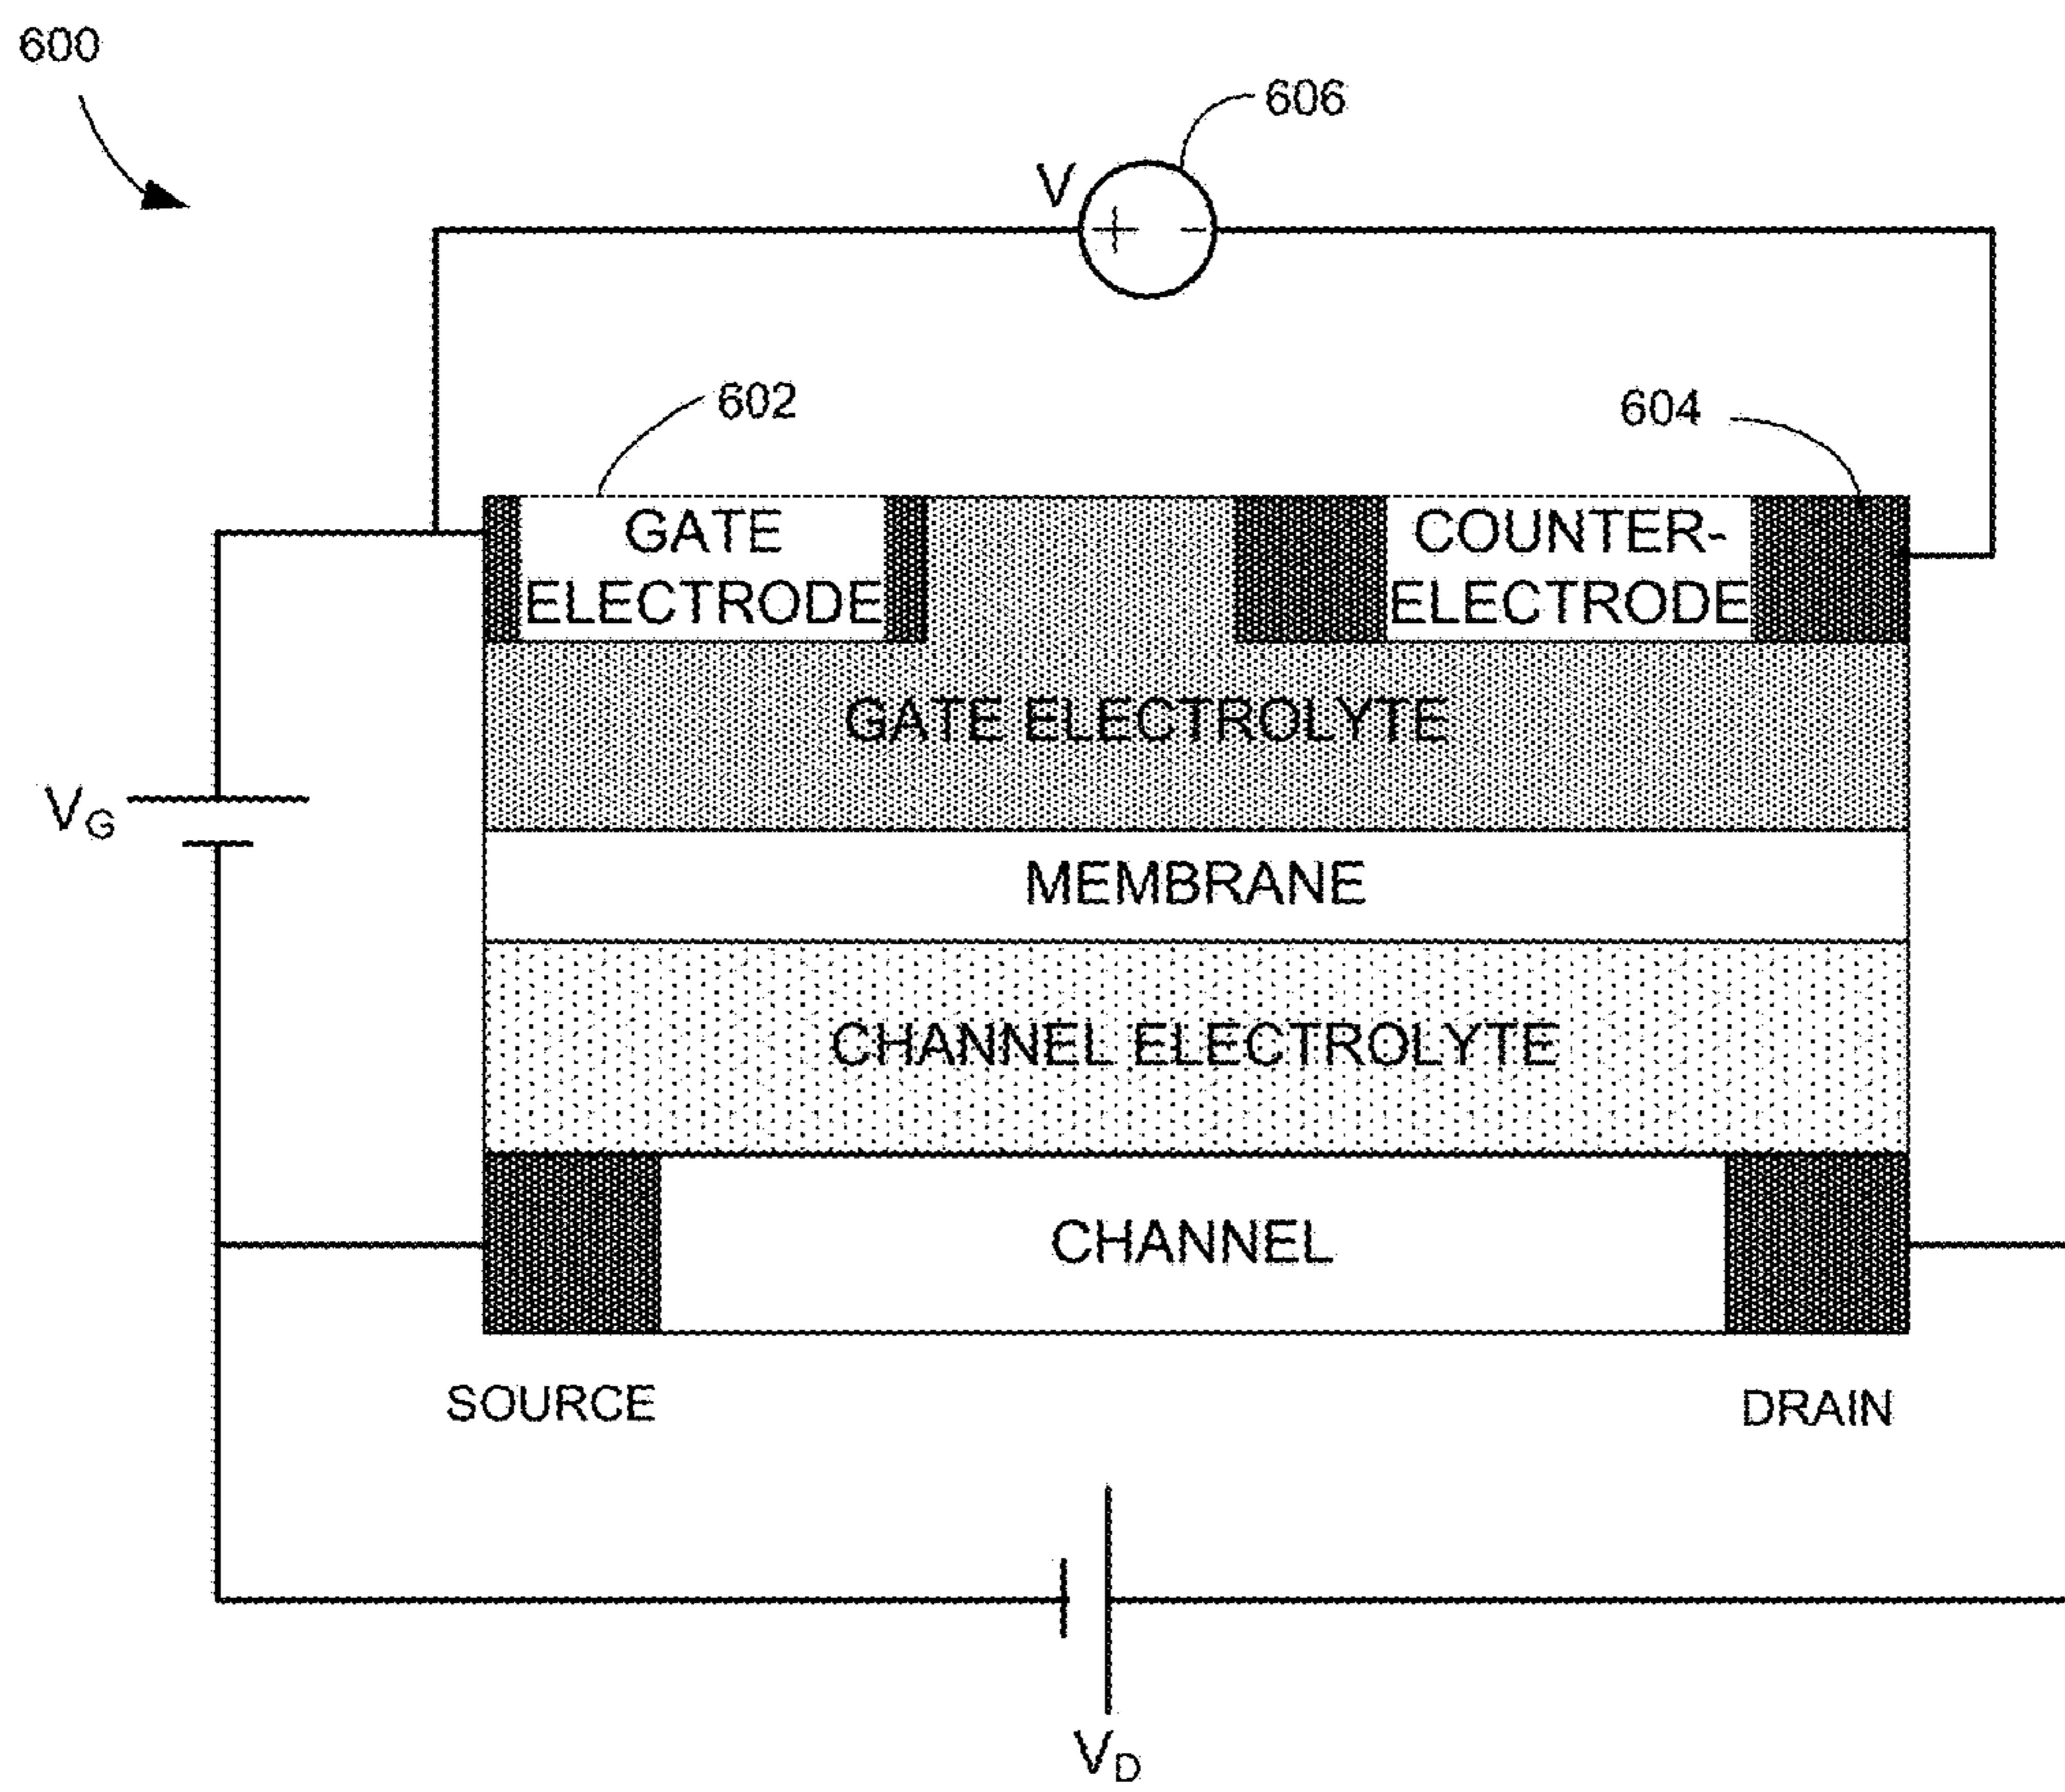 600
606
V
+ -
602
604
GATE
ELECTRODE
COUNTER-
ELECTRODE
GATE ELECTROLYTE
VG
MEMBRANE
CHANNEL ELECTROLYTE
CHANNEL
SOURCE
DRAIN
VD